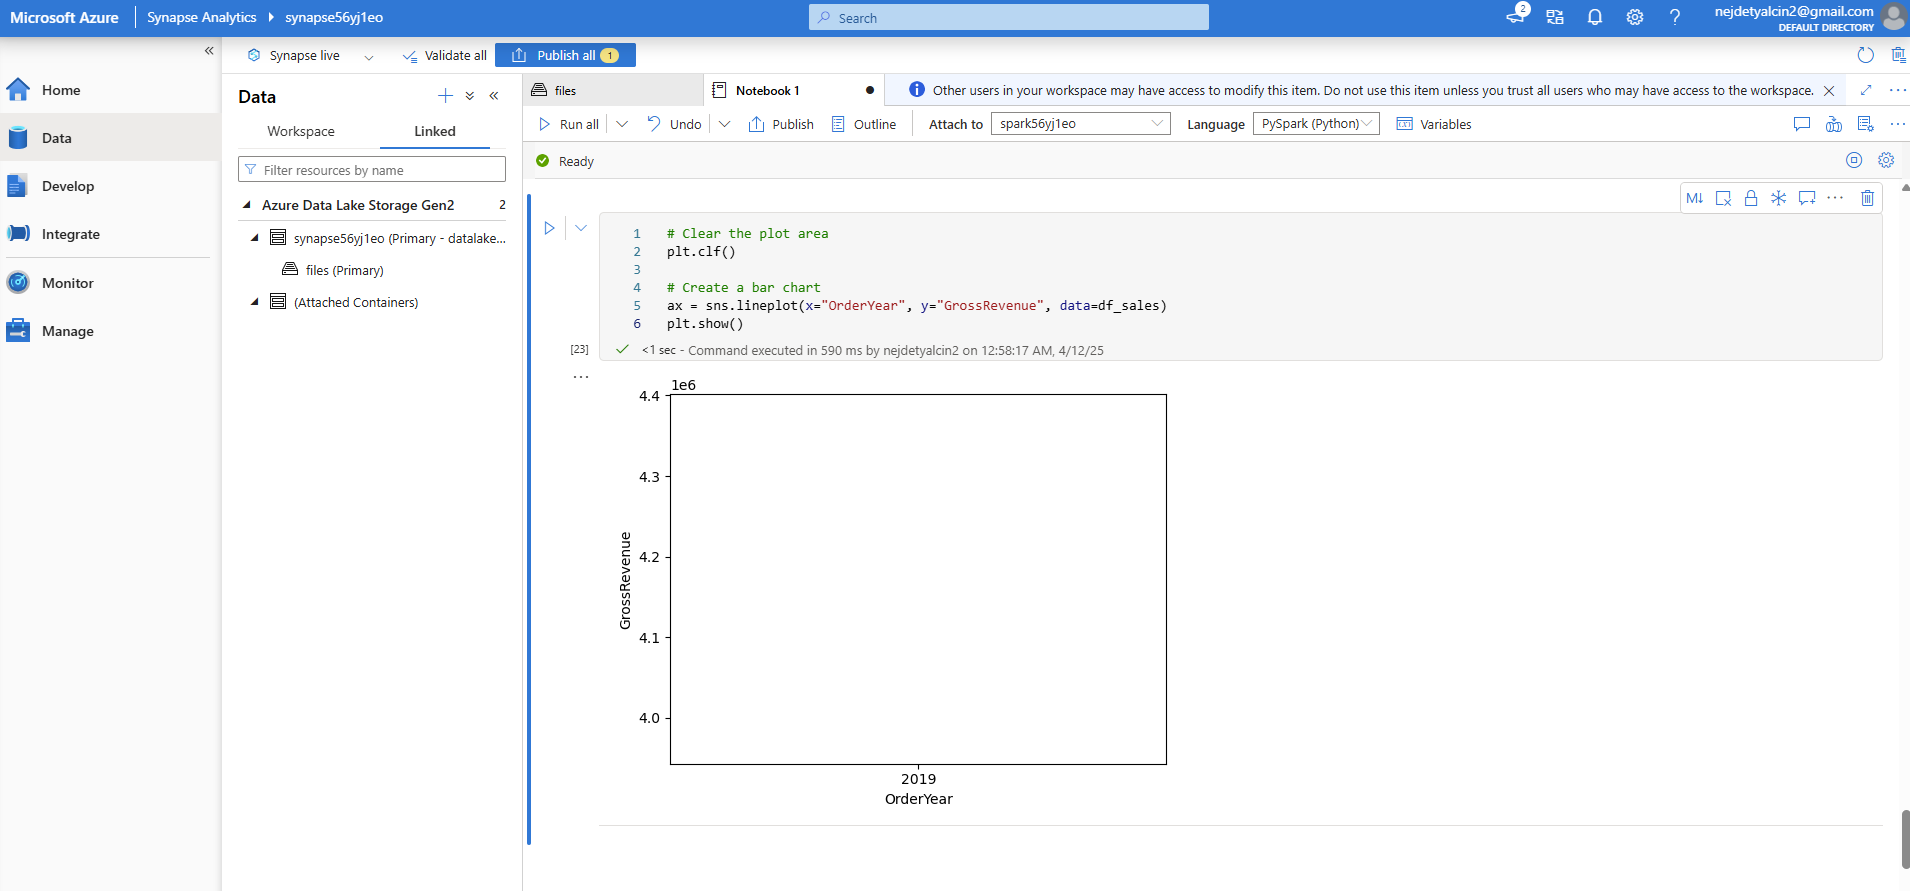 Microsoft Azure
Synapse Analytics
synapse56yj1eo
Search
2
nejdetyalcin2@gmail.com
DEFAULT DIRECTORY
Home
Data
Develop
Integrate
Monitor
Manage
Synapse live
Validate all
Publish all 1
Data
Workspace
Linked
Filter resources by name
Azure Data Lake Storage Gen2 2
synapse56yj1eo (Primary - datalake...
files (Primary)
(Attached Containers)
files
Notebook 1
Other users in your workspace may have access to modify this item. Do not use this item unless you trust all users who may have access to the workspace.
Run all
Undo
Publish
Outline
Attach to
spark56yj1eo
Language
PySpark (Python)
Variables
Ready
M↓
1 # Clear the plot area
2 plt.clf()
3
4 # Create a bar chart
5 ax = sns.lineplot(x="OrderYear", y="GrossRevenue", data=df_sales)
6 plt.show()
[23]
<1 sec - Command executed in 590 ms by nejdetyalcin2 on 12:58:17 AM, 4/12/25
1e6
4.4
4.3
4.2
4.1
4.0
GrossRevenue
2019
OrderYear